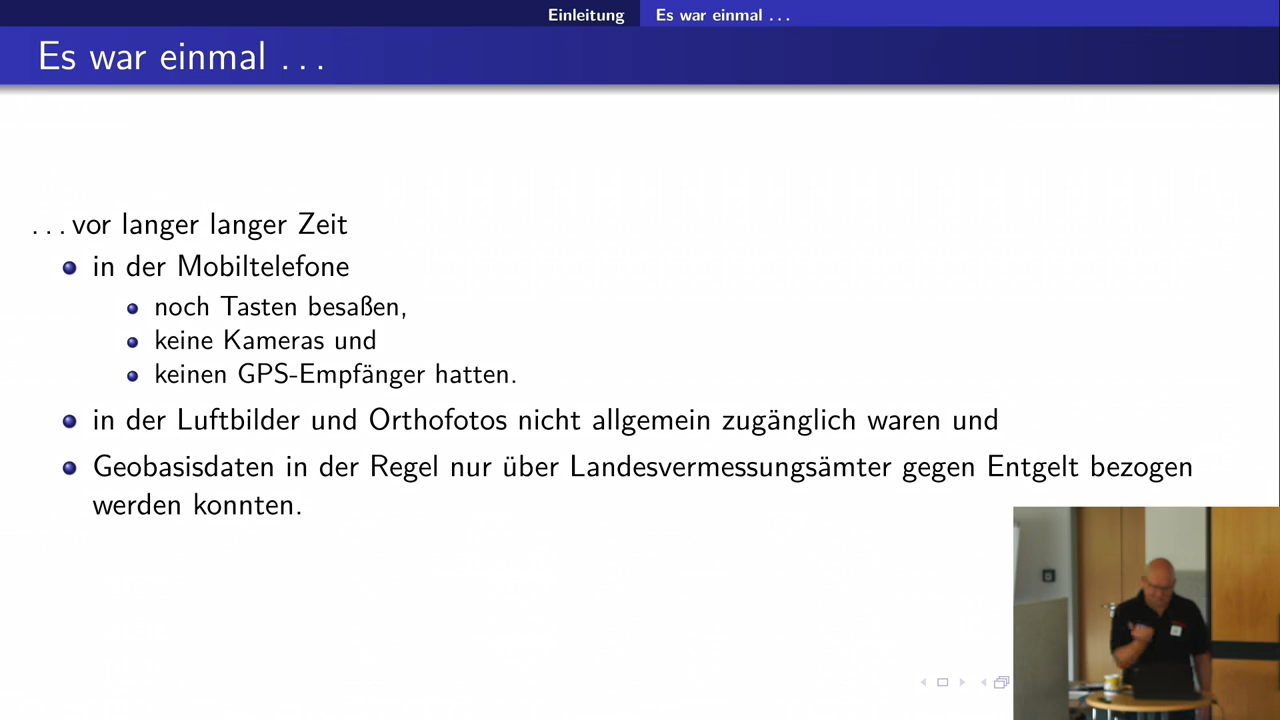 Einleitung Es war einmal . . .
Es war einmal . . .
. . . vor langer langer Zeit
in der Mobiltelefone
noch Tasten besaßen,
keine Kameras und
keinen GPS-Empfänger hatten.
in der Luftbilder und Orthofotos nicht allgemein zugänglich waren und
Geobasisdaten in der Regel nur über Landesvermessungsämter gegen Entgelt bezogen
werden konnten.